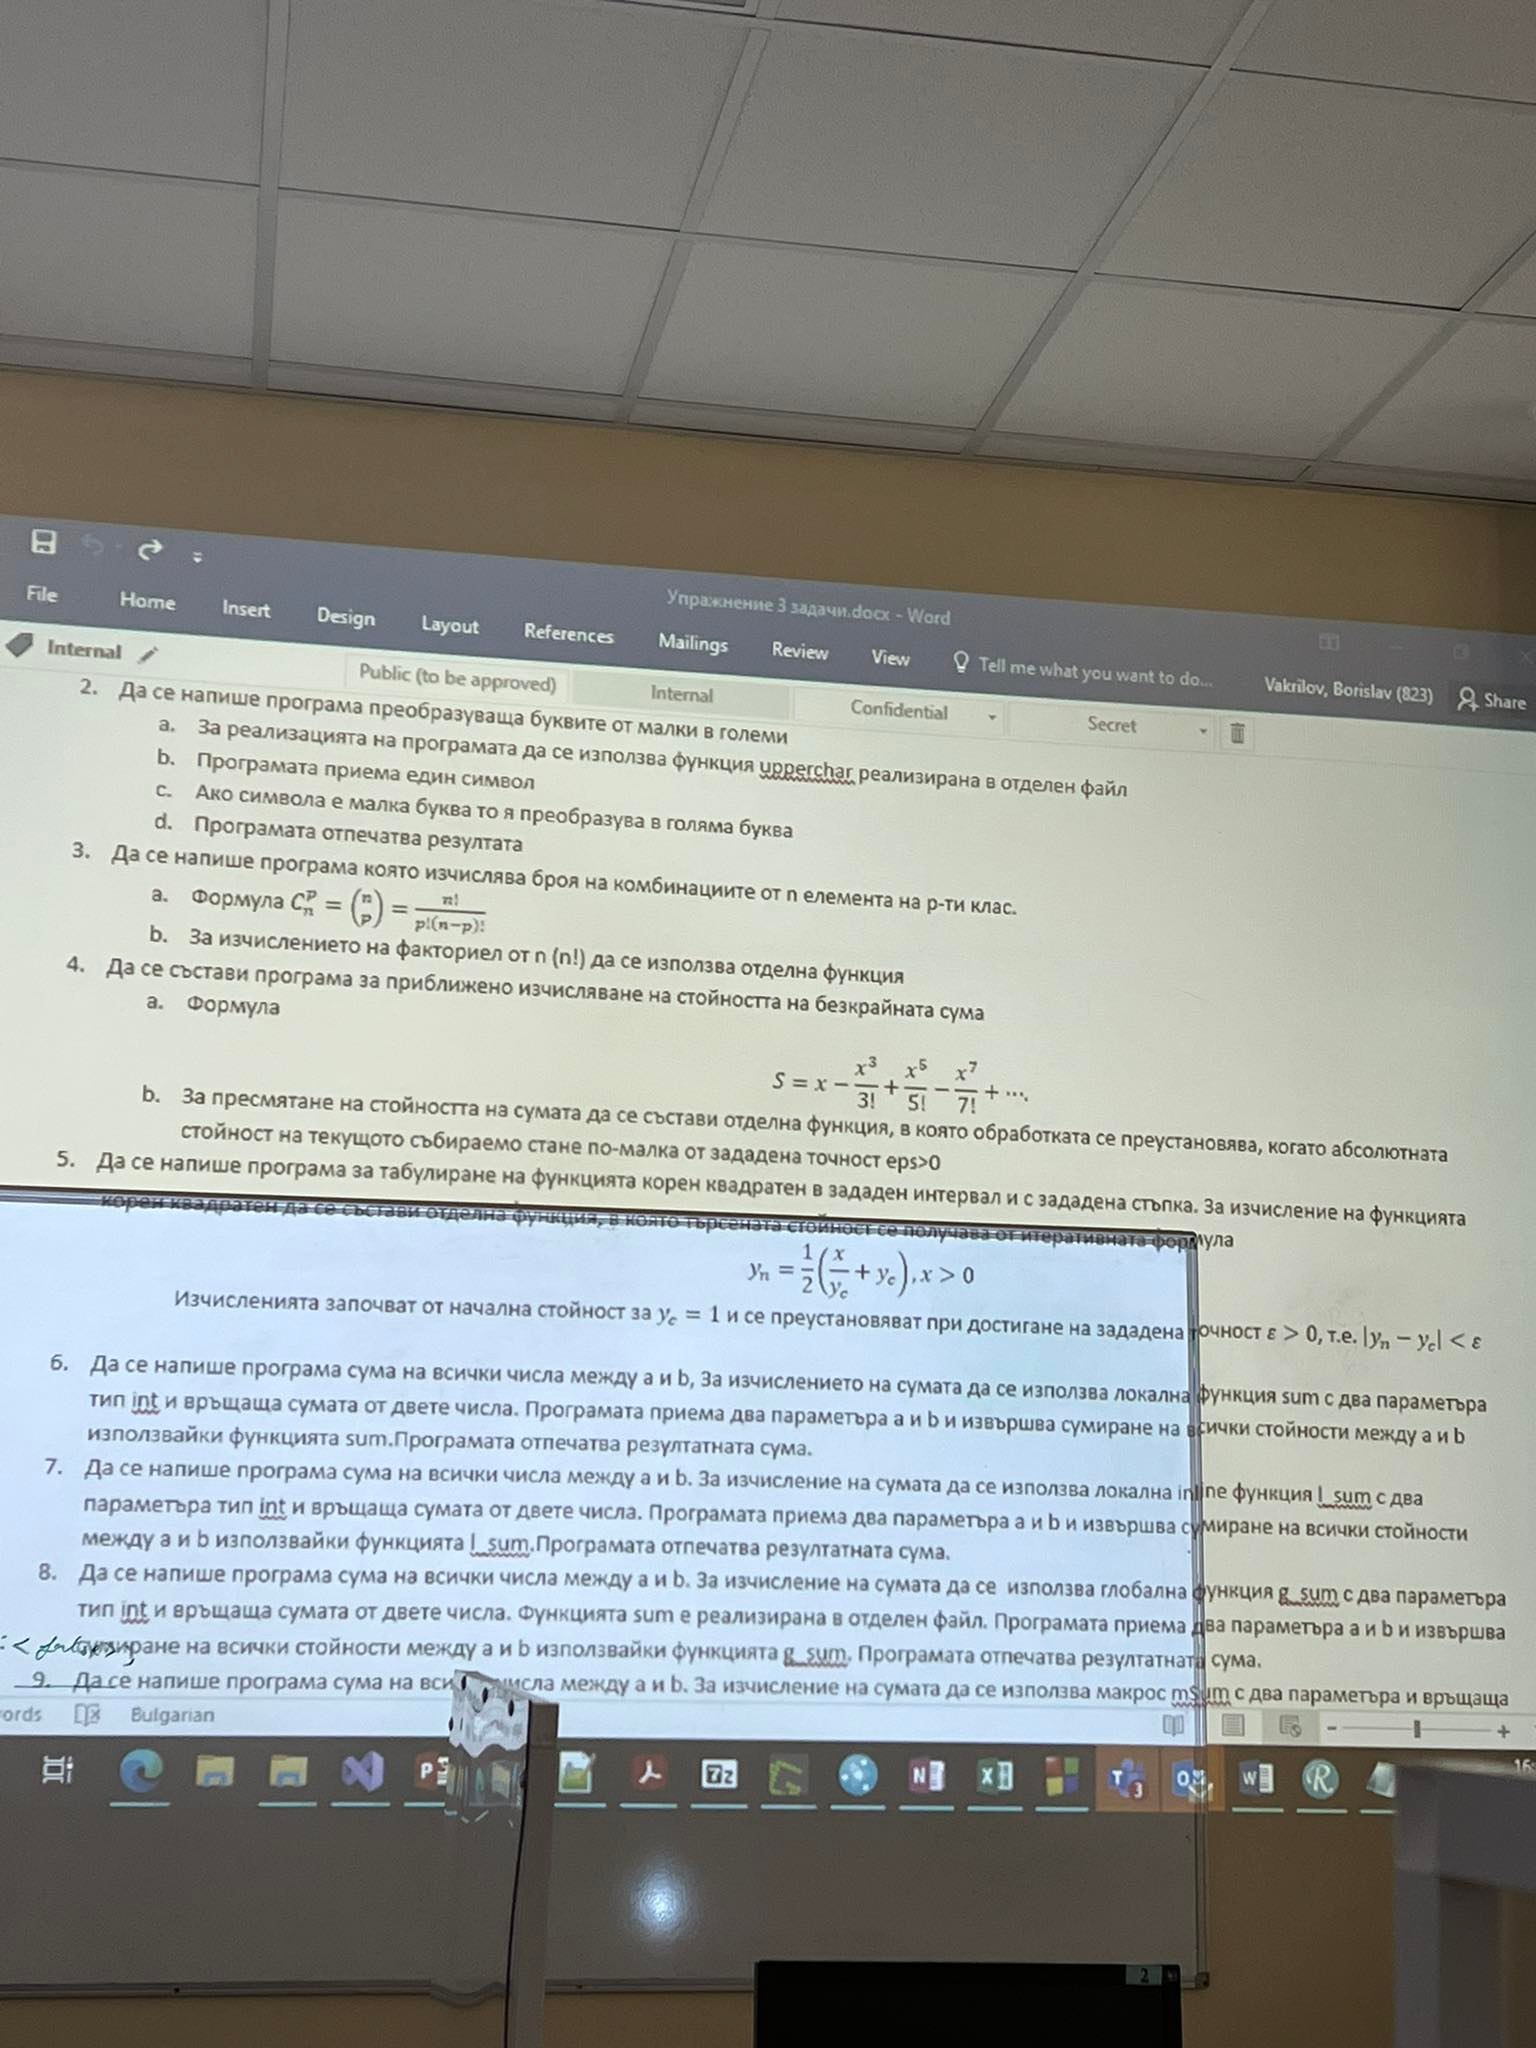 Упражнение 3 задачи.docx - Word
File Home Insert Design Layout References Mailings Review View Tell me what you want to do... Vakrilov, Borislav (823) Share
Internal Public (to be approved) Internal Confidential Secret
2. Да се напише програма преобразуваща буквите от малки в големи
a. За реализацията на програмата да се използва функция upperchar реализирана в отделен файл
b. Програмата приема един символ
c. Ако символа е малка буква то я преобразува в голяма буква
d. Програмата отпечатва резултата
3. Да се напише програма която изчислява броя на комбинациите от n елемента на p-ти клас.
a. Формула C_n^p = (n p) = n!/(p!(n−p)!)
b. За изчислението на факториел от n (n!) да се използва отделна функция
4. Да се състави програма за приближено изчисляване на стойността на безкрайната сума
a. Формула
S = x − x³/3! + x⁵/5! − x⁷/7! + ⋯.
b. За пресмятане на стойността на сумата да се състави отделна функция, в която обработката се преустановява, когато абсолютната
стойност на текущото събираемо стане по-малка от зададена точност eps>0
5. Да се напише програма за табулиране на функцията корен квадратен в зададен интервал и с зададена стъпка. За изчисление на функцията
корен квадратен да се състави отделна функция, в която търсената стойност се получава от итеративната формула
yₙ = 1/2 (x/y_c + y_c), x > 0
Изчисленията започват от начална стойност за y_c = 1 и се преустановяват при достигане на зададена точност ε > 0, т.е. |yₙ − y_c| < ε
6. Да се напише програма сума на всички числа между a и b, За изчислението на сумата да се използва локална функция sum с два параметъра
тип int и връщаща сумата от двете числа. Програмата приема два параметъра a и b и извършва сумиране на всички стойности между a и b
използвайки функцията sum.Програмата отпечатва резултатната сума.
7. Да се напише програма сума на всички числа между a и b. За изчисление на сумата да се използва локална inline функция l_sum с два
параметъра тип int и връщаща сумата от двете числа. Програмата приема два параметъра a и b и извършва сумиране на всички стойности
между a и b използвайки функцията l_sum.Програмата отпечатва резултатната сума.
8. Да се напише програма сума на всички числа между a и b. За изчисление на сумата да се използва глобална функция g_sum с два параметъра
тип int и връщаща сумата от двете числа. Функцията sum е реализирана в отделен файл. Програмата приема два параметъра a и b и извършва
сумиране на всички стойности между a и b използвайки функцията g_sum. Програмата отпечатва резултатната сума.
9. Да се напише програма сума на всички числа между a и b. За изчисление на сумата да се използва макрос mSum с два параметъра и връщаща
Bulgarian
2